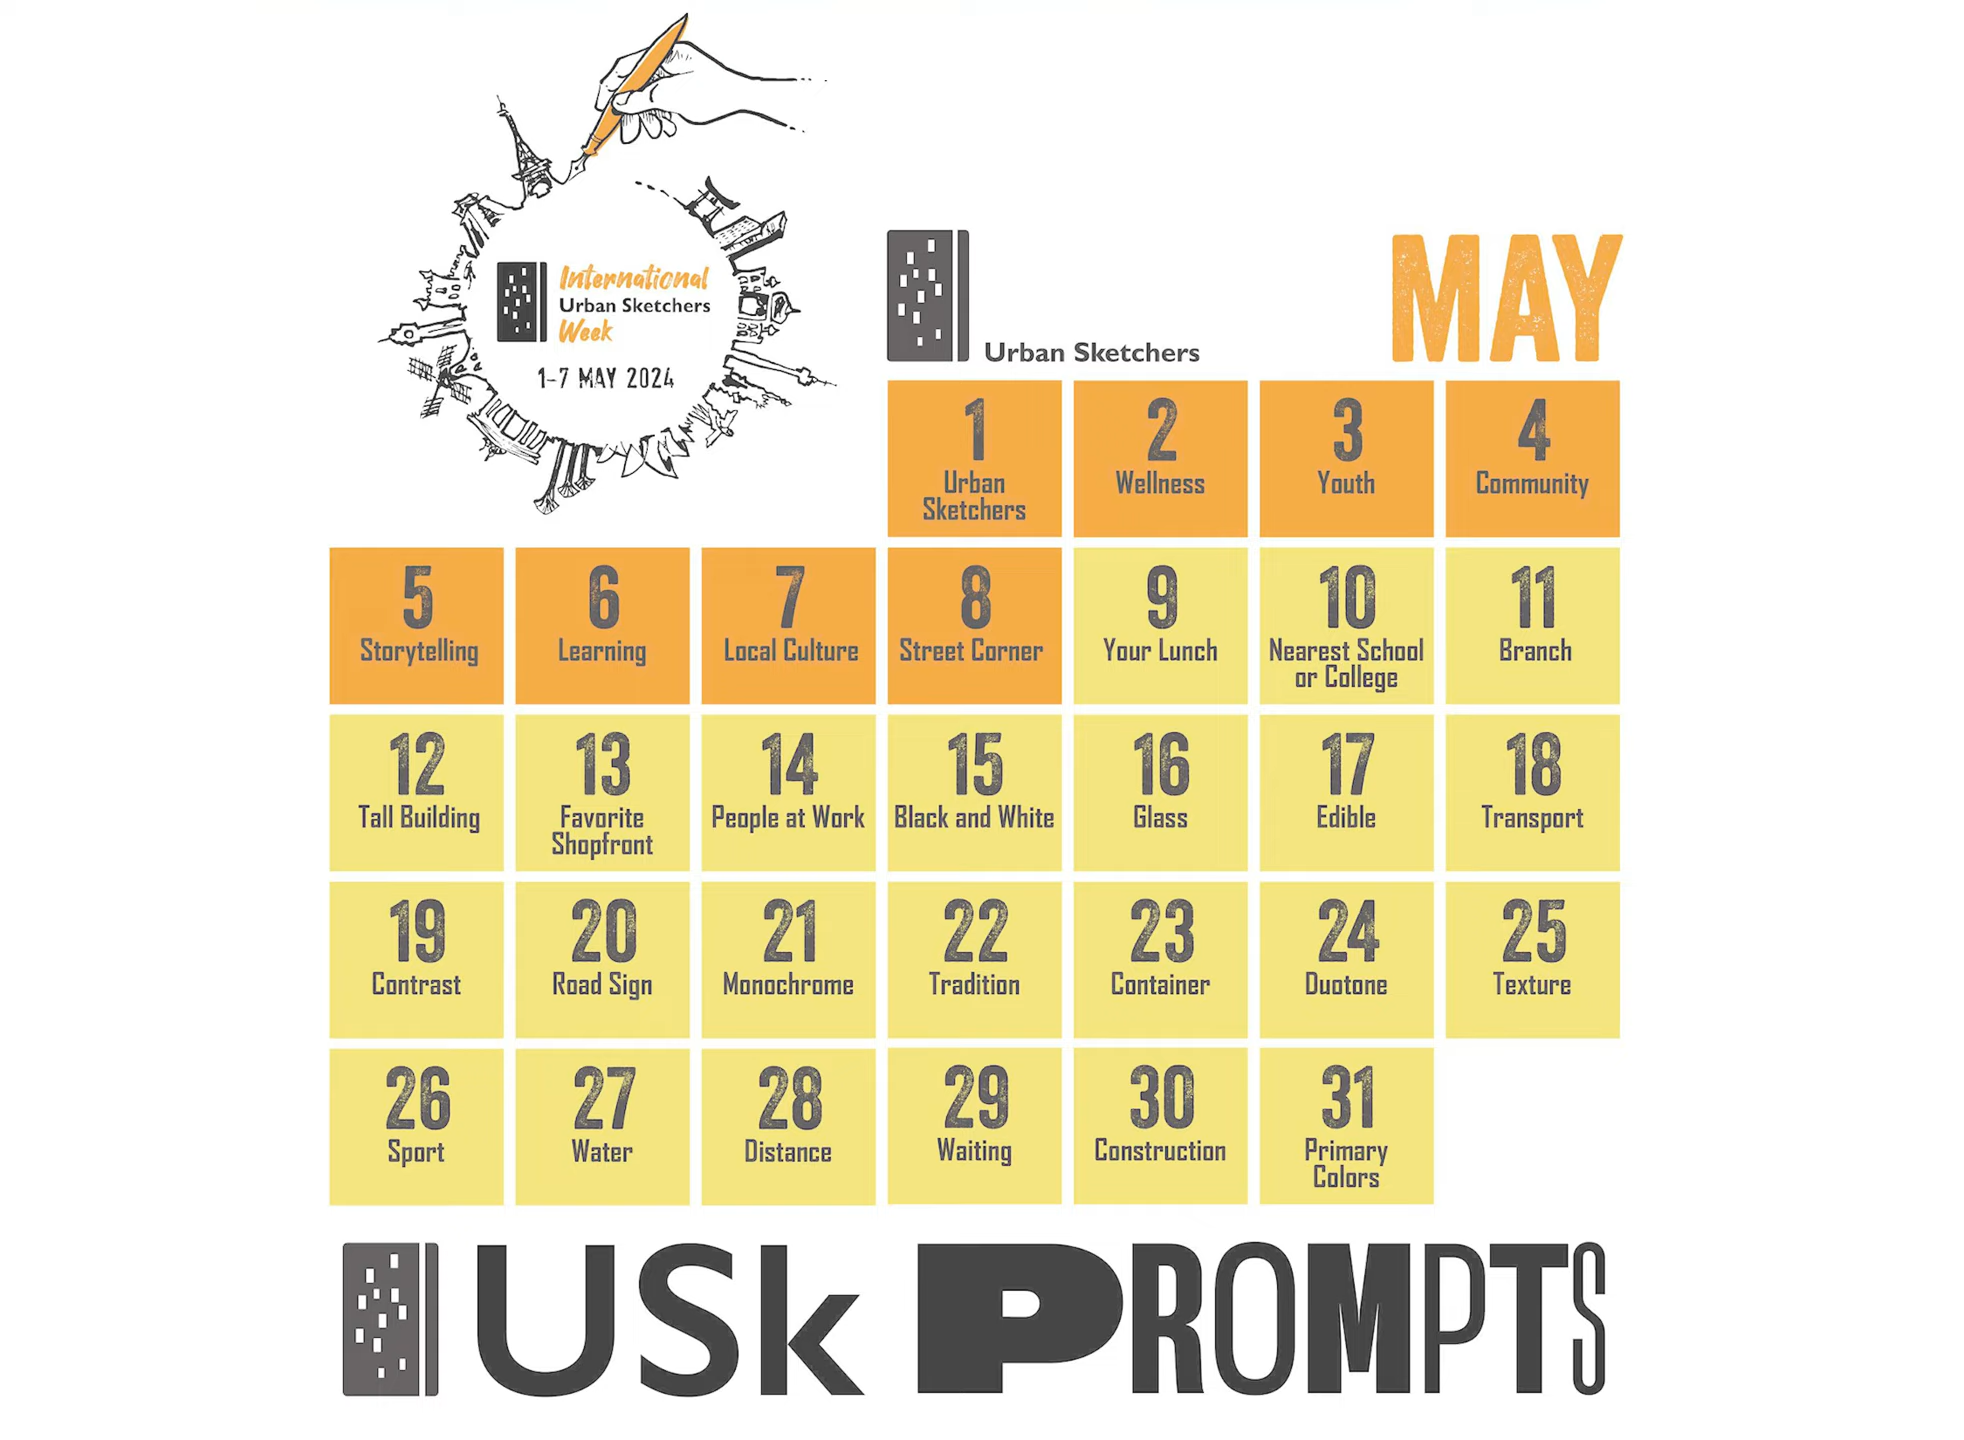 International
Urban Sketchers
Week
1-7 MAY 2024
Urban Sketchers
MAY
1
Urban
Sketchers
2
Wellness
3
Youth
4
Community
5
Storytelling
6
Learning
7
Local Culture
8
Street Corner
9
Your Lunch
10
Nearest School
or College
11
Branch
12
Tall Building
13
Favorite
Shopfront
14
People at Work
15
Black and White
16
Glass
17
Edible
18
Transport
19
Contrast
20
Road Sign
21
Monochrome
22
Tradition
23
Container
24
Duotone
25
Texture
26
Sport
27
Water
28
Distance
29
Waiting
30
Construction
31
Primary
Colors
USk PROMPTS